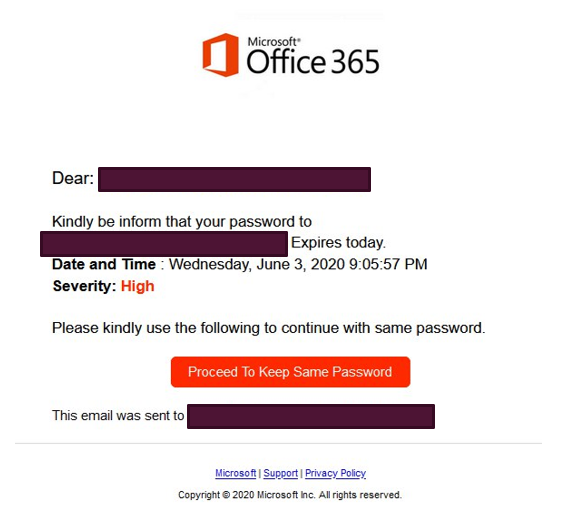 Microsoft®
Office 365
Dear:
Kindly be inform that your password to
Expires today.
Date and Time : Wednesday, June 3, 2020 9:05:57 PM
Severity: High
Please kindly use the following to continue with same password.
Proceed To Keep Same Password
This email was sent to
Microsoft | Support | Privacy Policy
Copyright © 2020 Microsoft Inc. All rights reserved.